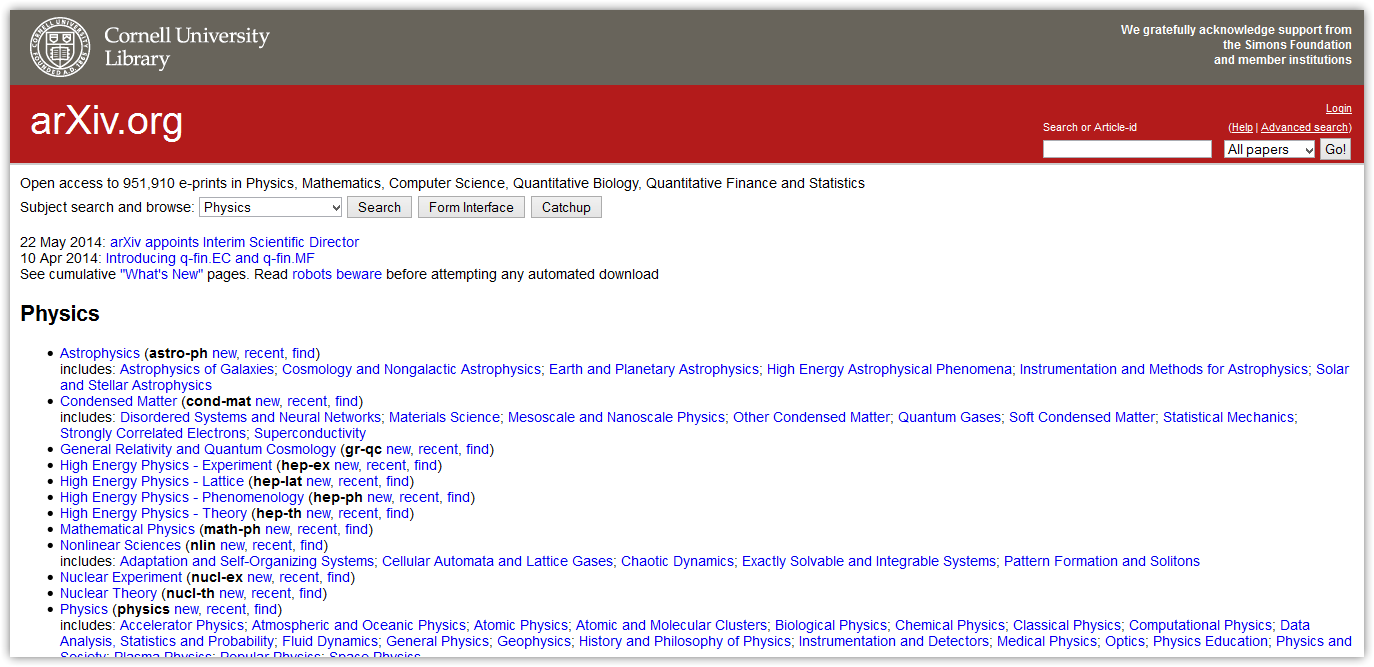 Cornell University
Library
We gratefully acknowledge support from
the Simons Foundation
and member institutions
arXiv.org
Login
Search or Article-id
(Help | Advanced search)
All papers
Go!
Open access to 951,910 e-prints in Physics, Mathematics, Computer Science, Quantitative Biology, Quantitative Finance and Statistics
Subject search and browse: Physics Search Form Interface Catchup
22 May 2014: arXiv appoints Interim Scientific Director
10 Apr 2014: Introducing q-fin.EC and q-fin.MF
See cumulative "What's New" pages. Read robots beware before attempting any automated download
Physics
• Astrophysics (astro-ph new, recent, find)
includes: Astrophysics of Galaxies; Cosmology and Nongalactic Astrophysics; Earth and Planetary Astrophysics; High Energy Astrophysical Phenomena; Instrumentation and Methods for Astrophysics; Solar
and Stellar Astrophysics
• Condensed Matter (cond-mat new, recent, find)
includes: Disordered Systems and Neural Networks; Materials Science; Mesoscale and Nanoscale Physics; Other Condensed Matter; Quantum Gases; Soft Condensed Matter; Statistical Mechanics;
Strongly Correlated Electrons; Superconductivity
• General Relativity and Quantum Cosmology (gr-qc new, recent, find)
• High Energy Physics - Experiment (hep-ex new, recent, find)
• High Energy Physics - Lattice (hep-lat new, recent, find)
• High Energy Physics - Phenomenology (hep-ph new, recent, find)
• High Energy Physics - Theory (hep-th new, recent, find)
• Mathematical Physics (math-ph new, recent, find)
• Nonlinear Sciences (nlin new, recent, find)
includes: Adaptation and Self-Organizing Systems; Cellular Automata and Lattice Gases; Chaotic Dynamics; Exactly Solvable and Integrable Systems; Pattern Formation and Solitons
• Nuclear Experiment (nucl-ex new, recent, find)
• Nuclear Theory (nucl-th new, recent, find)
• Physics (physics new, recent, find)
includes: Accelerator Physics; Atmospheric and Oceanic Physics; Atomic Physics; Atomic and Molecular Clusters; Biological Physics; Chemical Physics; Classical Physics; Computational Physics; Data
Analysis, Statistics and Probability; Fluid Dynamics; General Physics; Geophysics; History and Philosophy of Physics; Instrumentation and Detectors; Medical Physics; Optics; Physics Education; Physics and
Society; Plasma Physics; Popular Physics; Space Physics